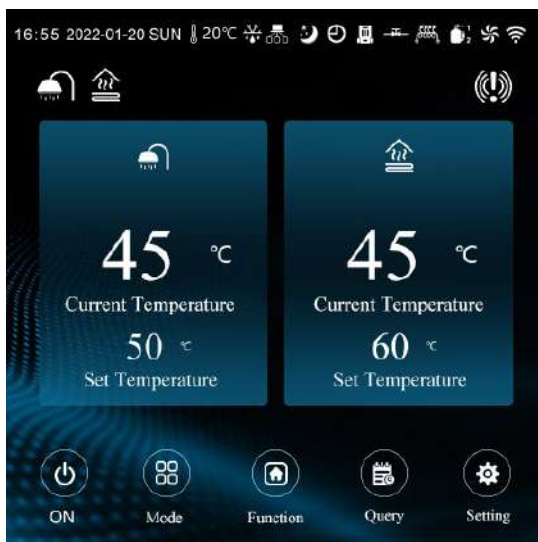 16:55 2022-01-20 SUN 20℃
45 ℃ 45 ℃
Current Temperature Current Temperature
50 ℃ 60 ℃
Set Temperature Set Temperature
ON Mode Function Query Setting